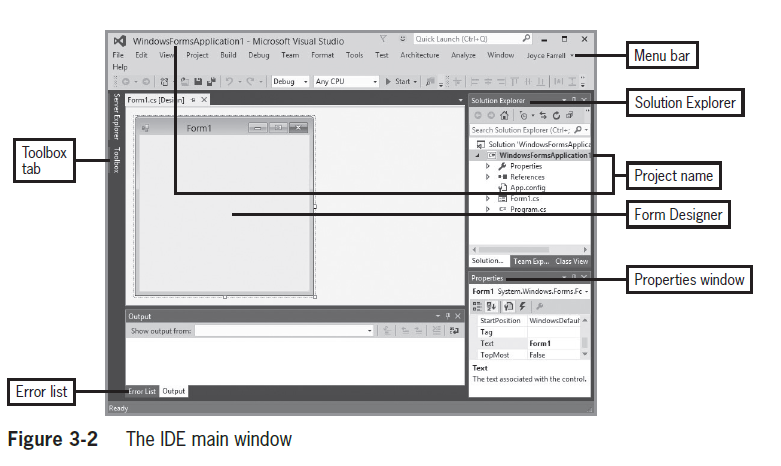 WindowsFormsApplication1 - Microsoft Visual Studio
Quick Launch (Ctrl+Q)
File Edit View Project Build Debug Team Format Tools Test Architecture Analyze Window Joyce Farrell
Help
Debug Any CPU Start
Menu bar
Server Explorer
Toolbox
Form1.cs [Design]
Form1
Solution Explorer
Search Solution Explorer (Ctrl+;
Solution 'WindowsFormsApplica
WindowsFormsApplication1
Properties
References
App.config
Form1.cs
Program.cs
Solution... Team Exp... Class View
Solution Explorer
Toolbox
tab
Project name
Form Designer
Properties
Form1 System.Windows.Forms.Fc
StartPosition WindowsDefaul
Tag
Text Form1
TopMost False
Text
The text associated with the control.
Properties window
Output
Show output from:
Error List Output
Error list
Ready
Figure 3-2 The IDE main window